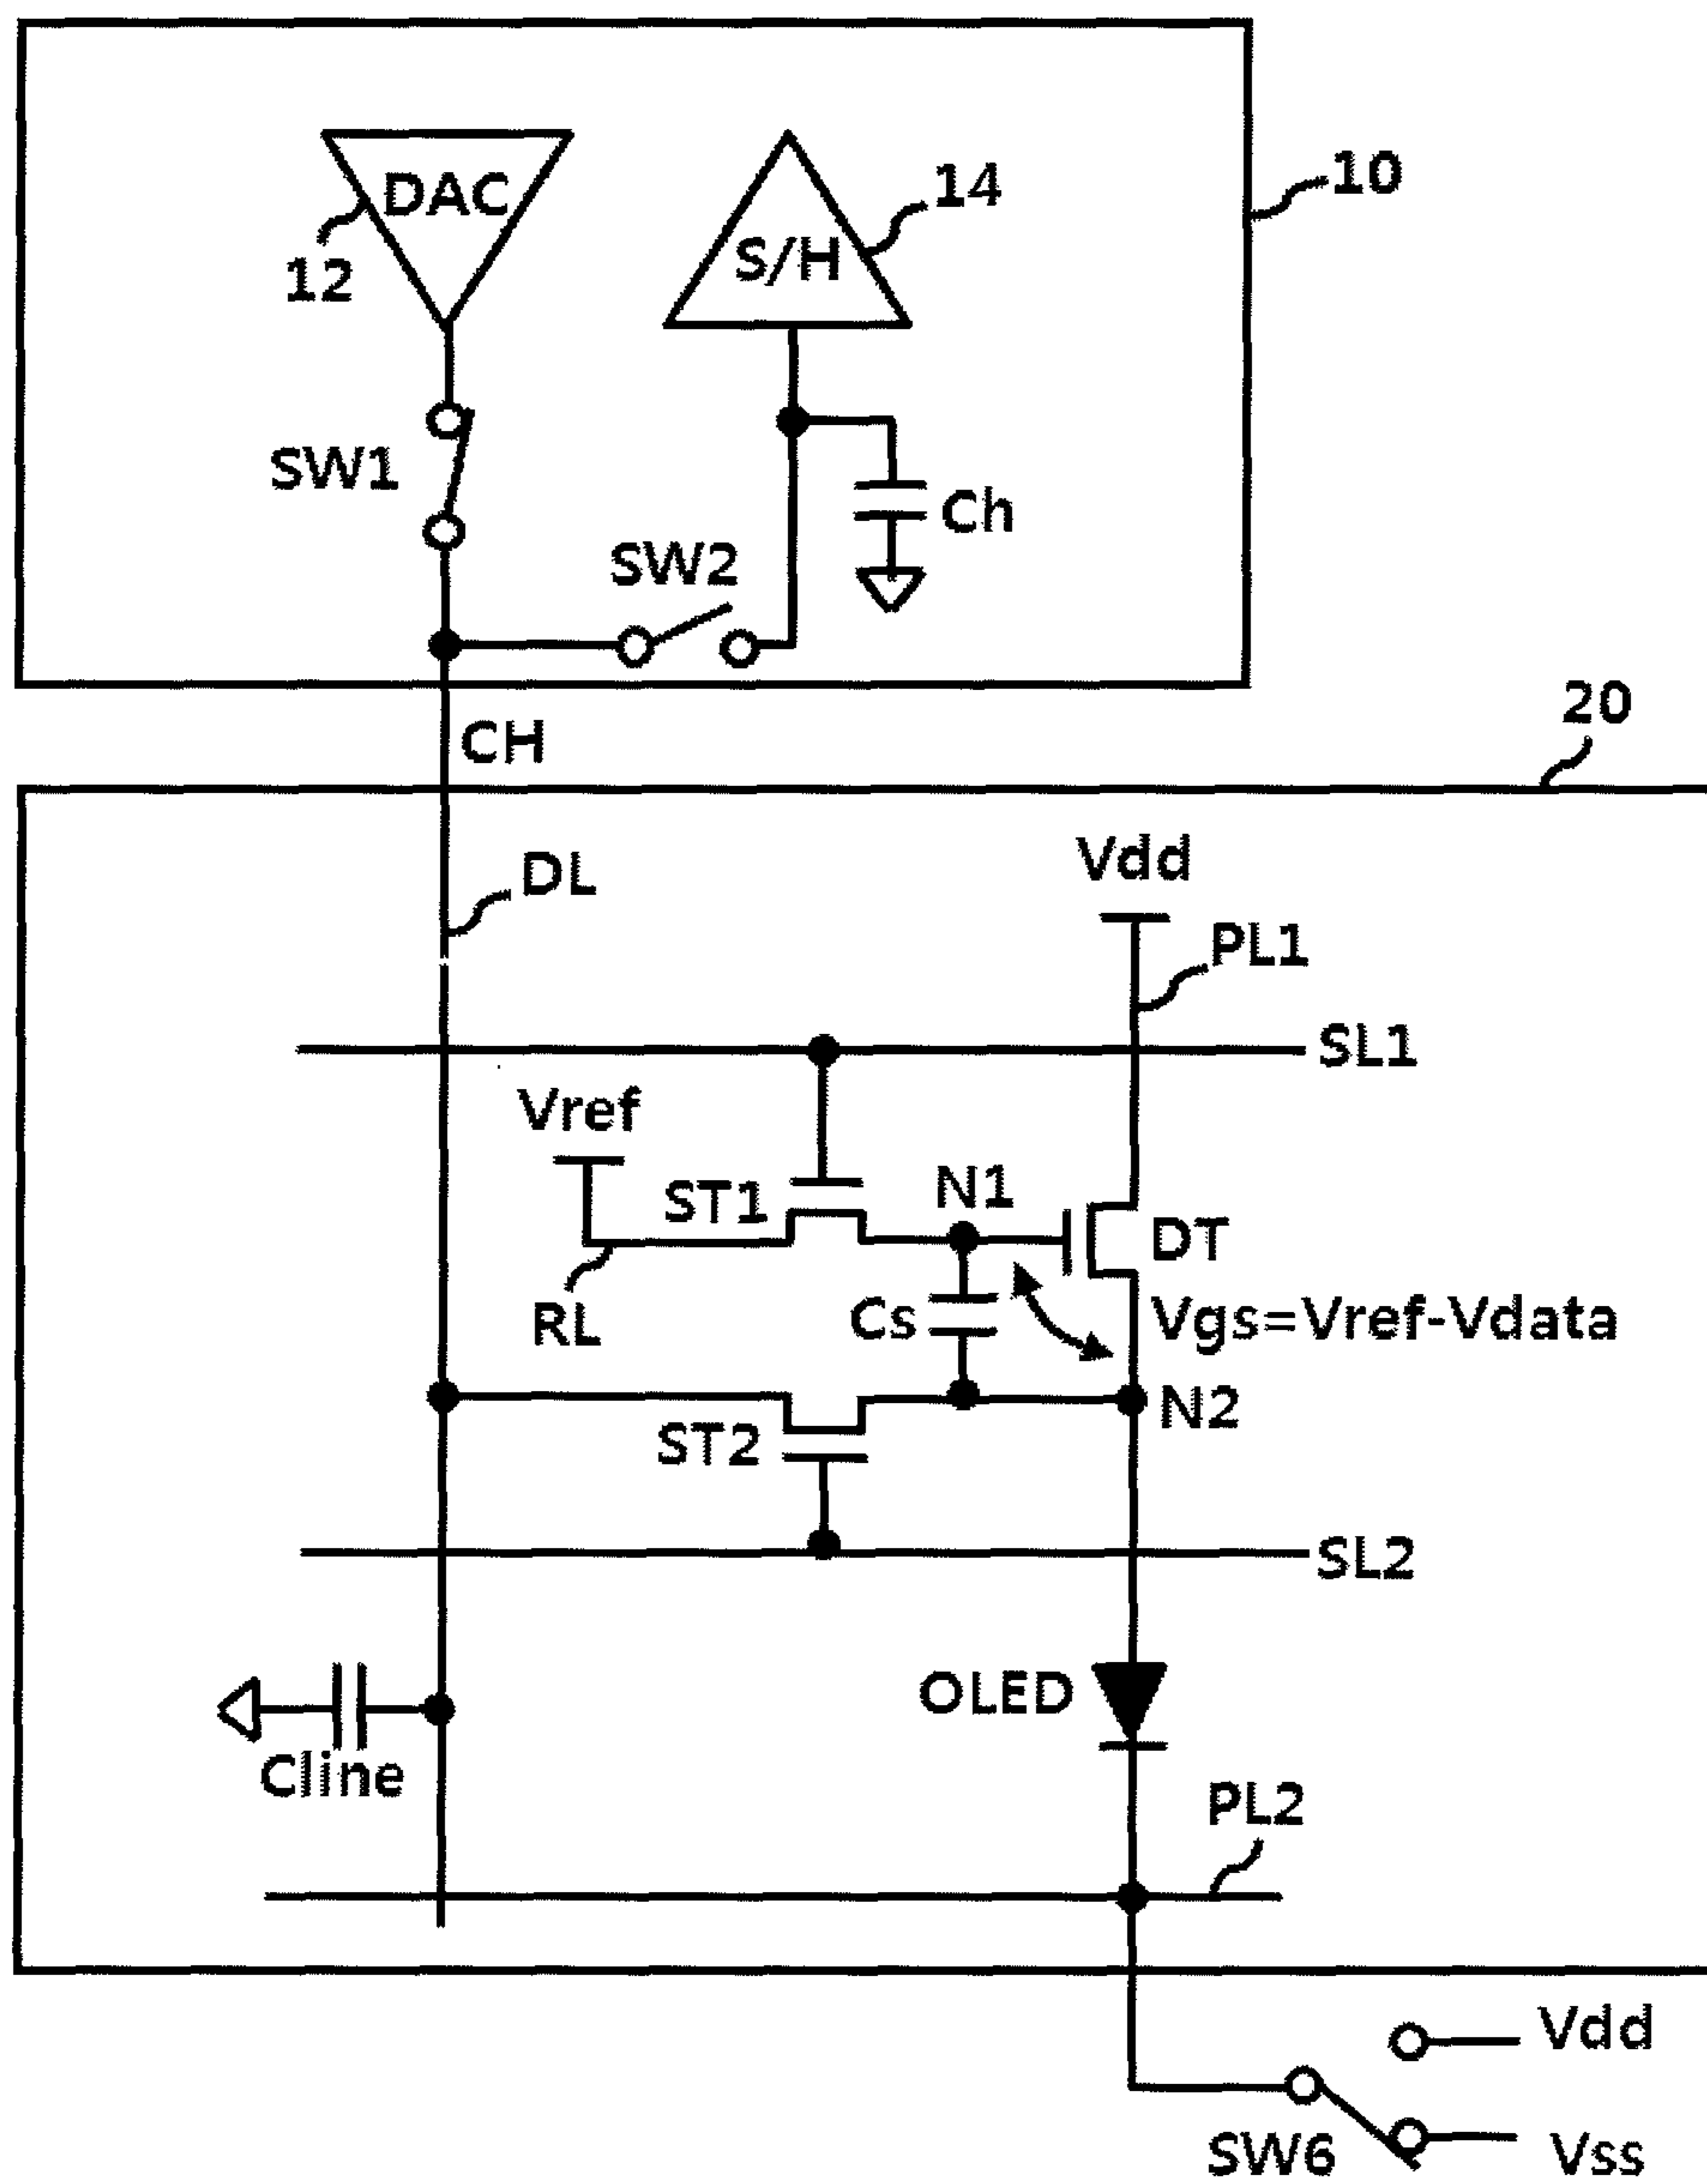 DAC
12
S/H
14
10
SW1
Ch
SW2
CH
20
DL
Vdd
PL1
SL1
Vref
ST1
N1
DT
RL
Cs
Vgs=Vref-Vdata
ST2
N2
SL2
OLED
Cline
PL2
Vdd
SW6
Vss